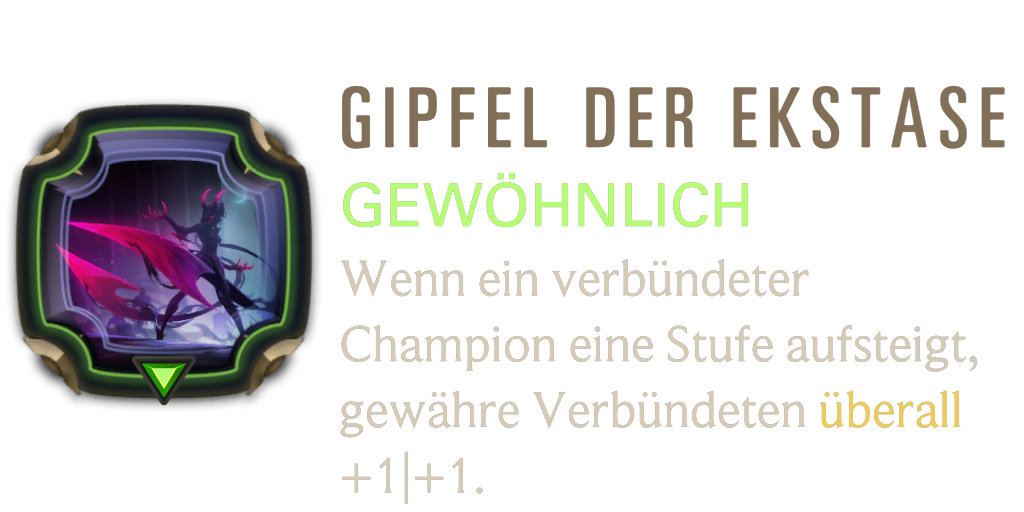 GIPFEL DER EKSTASE
GEWÖHNLICH
Wenn ein verbündeter
Champion eine Stufe aufsteigt,
gewähre Verbündeten überall
+1|+1.